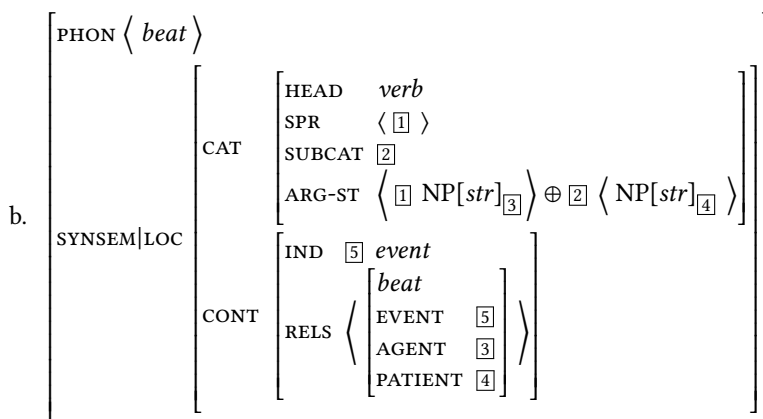 PHON ⟨ beat ⟩
HEAD verb
SPR ⟨ 1 ⟩
CAT
SUBCAT 2
ARG-ST ⟨ 1 NP[str]3 ⟩ ⊕ 2 ⟨ NP[str]4 ⟩
b.
SYNSEM|LOC
IND 5 event
beat
CONT
EVENT 5
RELS ⟨ ⟩
AGENT 3
PATIENT 4